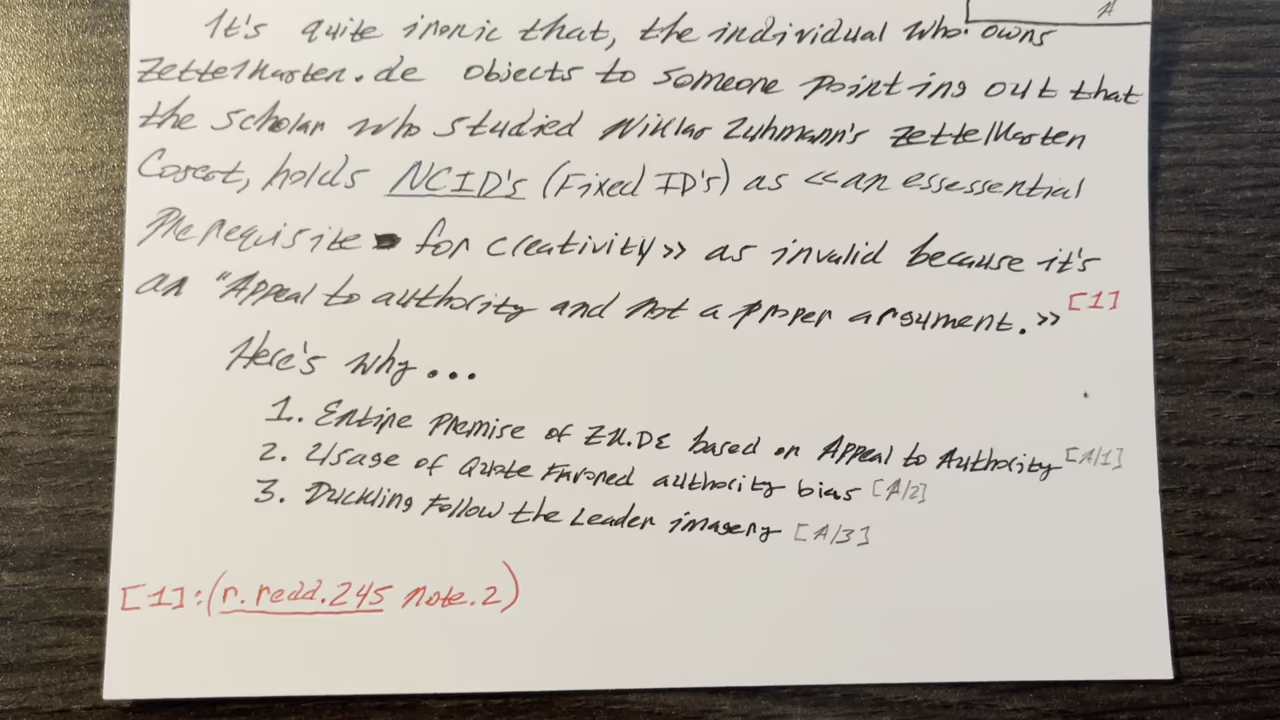 A
It's quite ironic that, the individual who owns
Zettelkasten.de objects to someone pointing out that
the scholar who studied Niklas Luhmann's zettelkasten
, holds NCID's (Fixed ID's) as «an essessential
Prerequisite for creativity» as invalid because it's
an "Appeal to authority and not a proper argument.» [1]
Here's why...
1. Entire Premise of ZK.DE based on Appeal to Authority [A/1]
2. Usage of Quote Favored authority bias [A/2]
3. Duckling Follow the Leader imagery [A/3]
[1]:(r.redd.245 note.2)